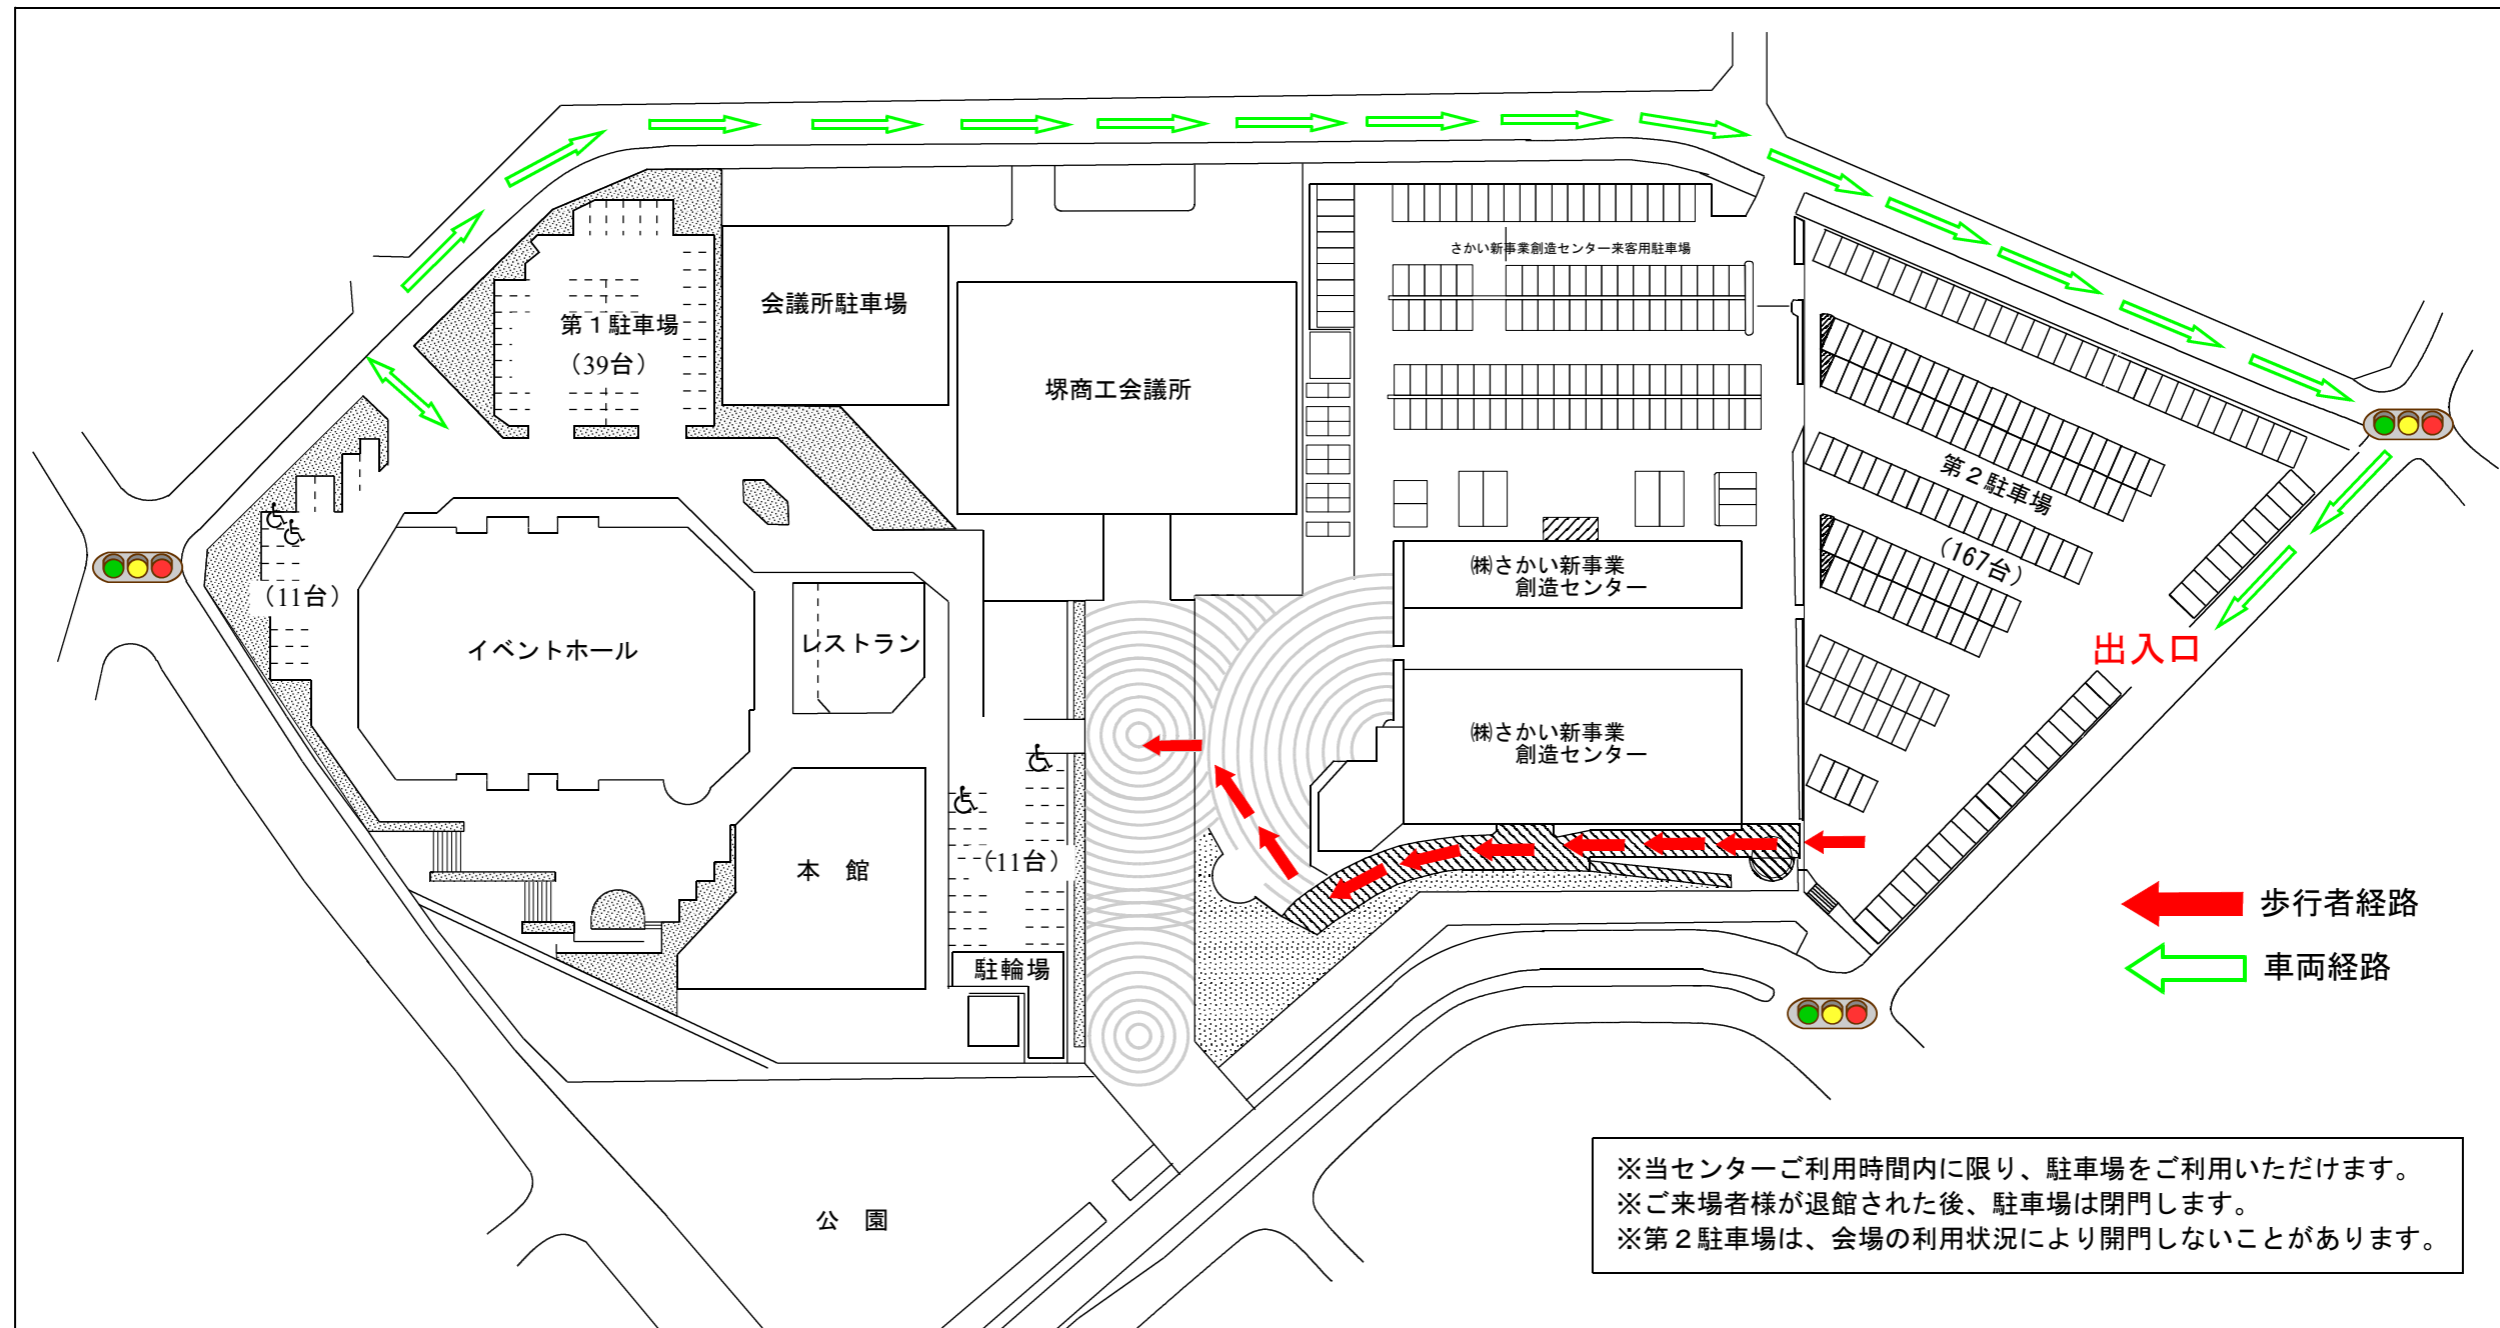 さかい新事業創造センター来客用駐車場
会議所駐車場
第１駐車場
（39台）
堺商工会議所
第２駐車場
（167台）
㈱さかい新事業
創造センター
（11台）
イベントホール
レストラン
出入口
㈱さかい新事業
創造センター
本　館
（11台）
歩行者経路
駐輪場
車両経路
公　園
※当センターご利用時間内に限り、駐車場をご利用いただけます。
※ご来場者様が退館された後、駐車場は閉門します。
※第２駐車場は、会場の利用状況により開門しないことがあります。